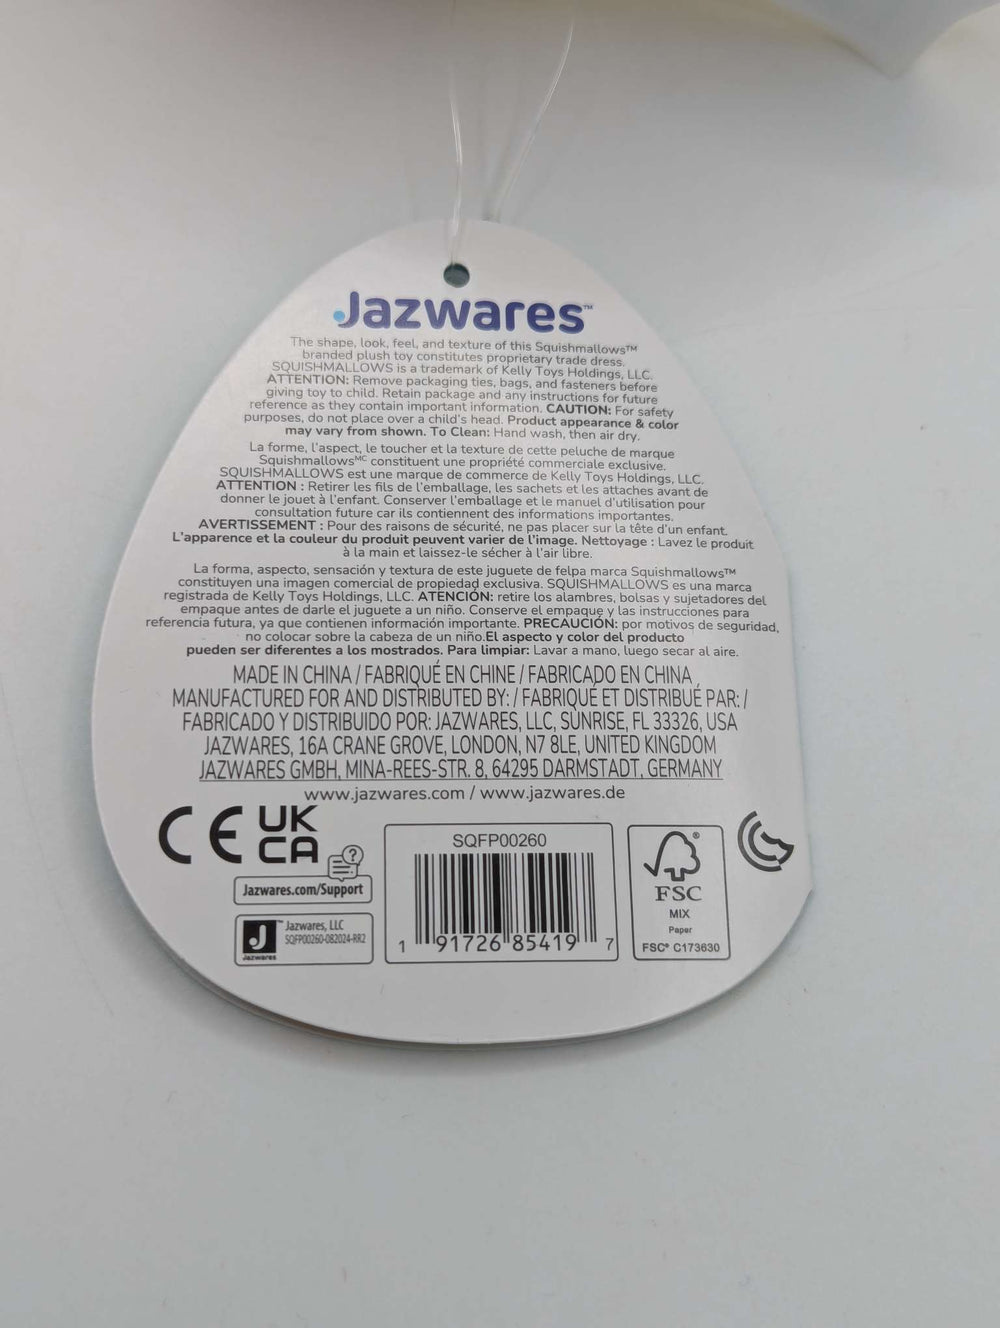 Jazwares™
The shape, look, feel, and texture of this Squishmallows™
branded plush toy constitutes proprietary trade dress.
SQUISHMALLOWS is a trademark of Kelly Toys Holdings, LLC.
ATTENTION: Remove packaging ties, bags, and fasteners before
giving toy to child. Retain package and any instructions for future
reference as they contain important information. CAUTION: For safety
purposes, do not place over a child's head. Product appearance & color
may vary from shown. To Clean: Hand wash, then air dry.
La forme, l'aspect, le toucher et la texture de cette peluche de marque
Squishmallowsᴹᶜ constituent une propriété commerciale exclusive.
SQUISHMALLOWS est une marque de commerce de Kelly Toys Holdings, LLC.
ATTENTION : Retirer les fils de l'emballage, les sachets et les attaches avant de
donner le jouet à l'enfant. Conserver l'emballage et le manuel d'utilisation pour
consultation future car ils contiennent des informations importantes.
AVERTISSEMENT : Pour des raisons de sécurité, ne pas placer sur la tête d'un enfant.
L'apparence et la couleur du produit peuvent varier de l'image. Nettoyage : Lavez le produit
à la main et laissez-le sécher à l'air libre.
La forma, aspecto, sensación y textura de este juguete de felpa marca Squishmallows™
constituyen una imagen comercial de propiedad exclusiva. SQUISHMALLOWS es una marca
registrada de Kelly Toys Holdings, LLC. ATENCIÓN: retire los alambres, bolsas y sujetadores del
empaque antes de darle el juguete a un niño. Conserve el empaque y las instrucciones para
referencia futura, ya que contienen información importante. PRECAUCIÓN: por motivos de seguridad,
no colocar sobre la cabeza de un niño.El aspecto y color del producto
pueden ser diferentes a los mostrados. Para limpiar: Lavar a mano, luego secar al aire.
MADE IN CHINA / FABRIQUÉ EN CHINE / FABRICADO EN CHINA
MANUFACTURED FOR AND DISTRIBUTED BY: / FABRIQUÉ ET DISTRIBUÉ PAR: /
FABRICADO Y DISTRIBUIDO POR: JAZWARES, LLC, SUNRISE, FL 33326, USA
JAZWARES, 16A CRANE GROVE, LONDON, N7 8LE, UNITED KINGDOM
JAZWARES GMBH, MINA-REES-STR. 8, 64295 DARMSTADT, GERMANY
www.jazwares.com / www.jazwares.de
CE
UK
CA
?
Jazwares.com/Support
J™
Jazwares
Jazwares, LLC
SQFP00260-082024-RR2
SQFP00260
1 91726 85419 7
®
FSC
MIX
Paper
FSC® C173630